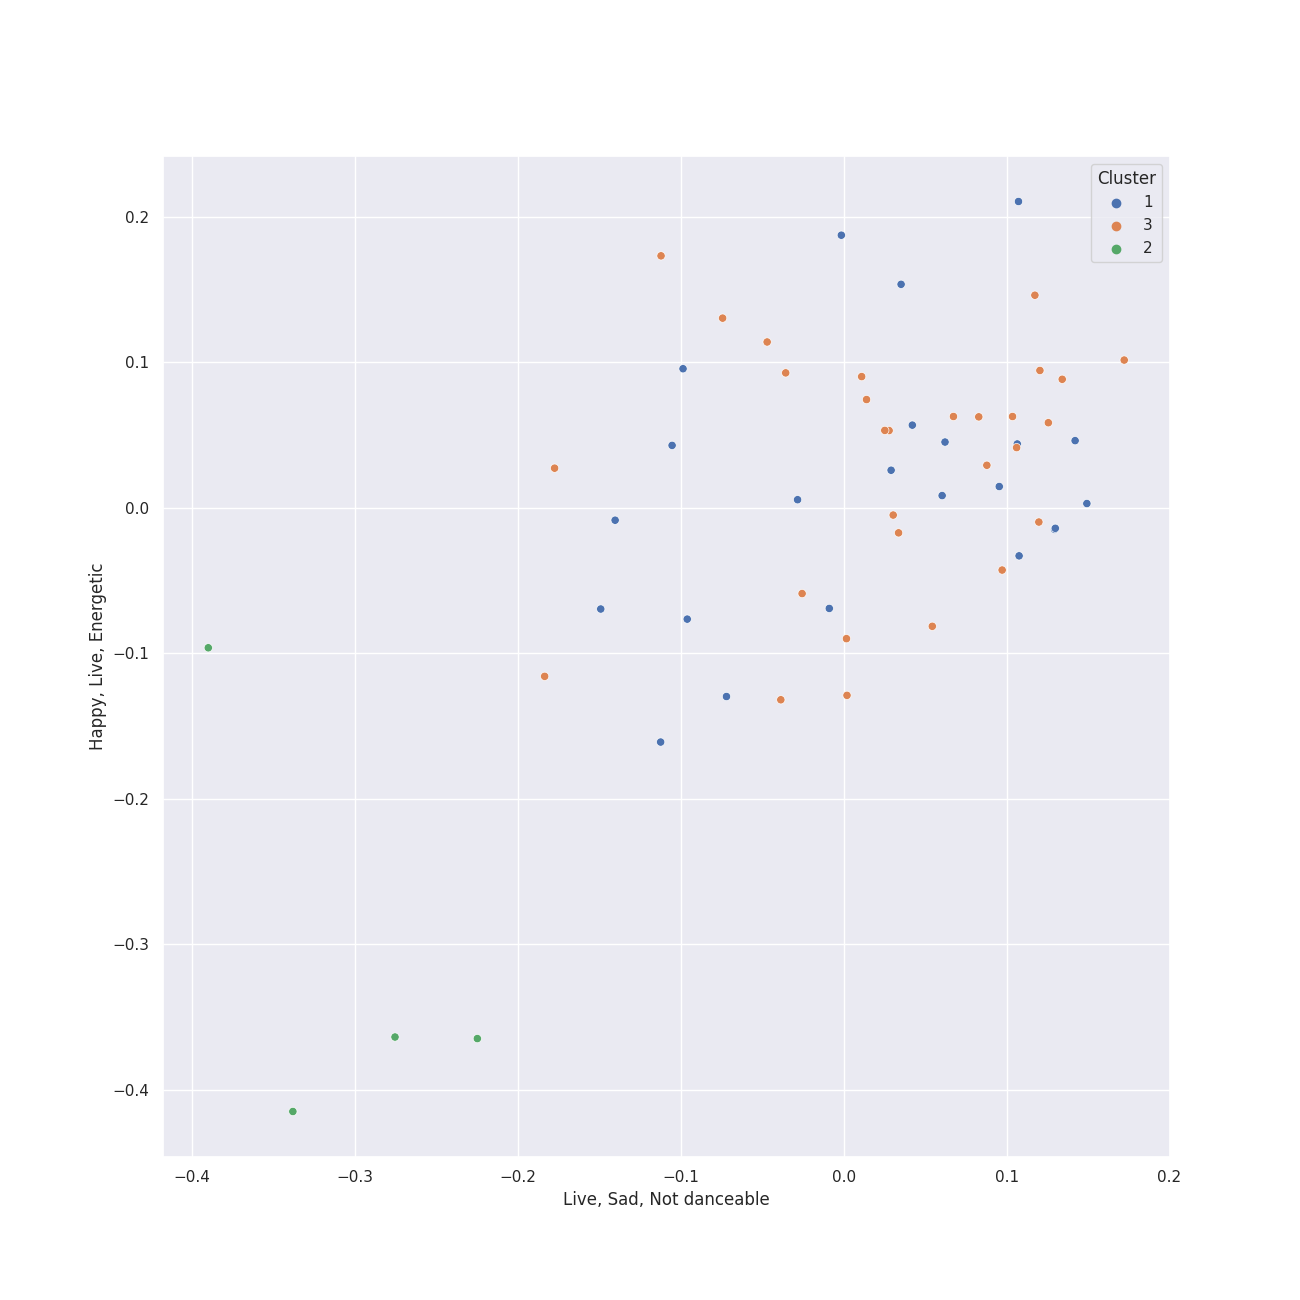 Cluster
1
3
2
0.2
0.1
0.0
−0.1
−0.2
−0.3
−0.4
Happy, Live, Energetic
−0.4 −0.3 −0.2 −0.1 0.0 0.1 0.2
Live, Sad, Not danceable